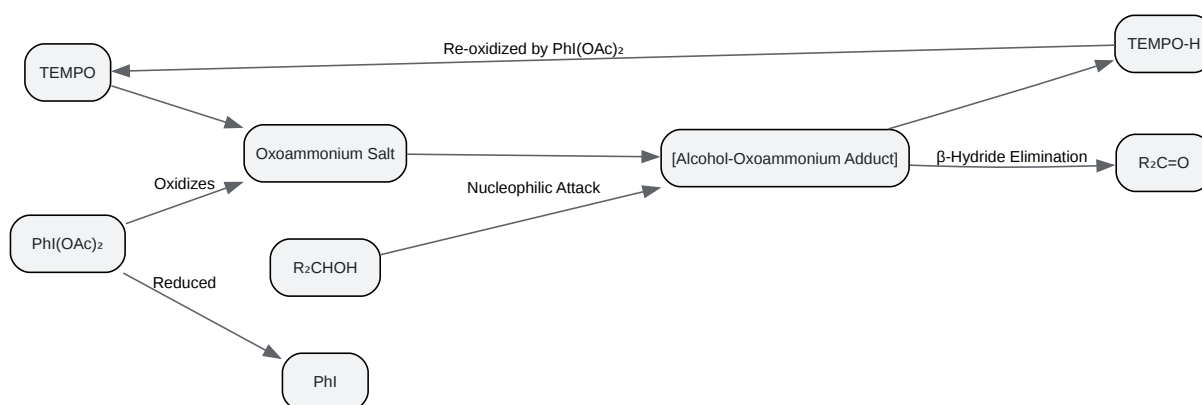 TEMPO-H
Re-oxidized by PhI(OAc)₂
TEMPO
Oxoammonium Salt
[Alcohol-Oxoammonium Adduct]
β-Hydride Elimination
R₂C=O
Oxidizes
Nucleophilic Attack
PhI(OAc)₂
R₂CHOH
Reduced
PhI